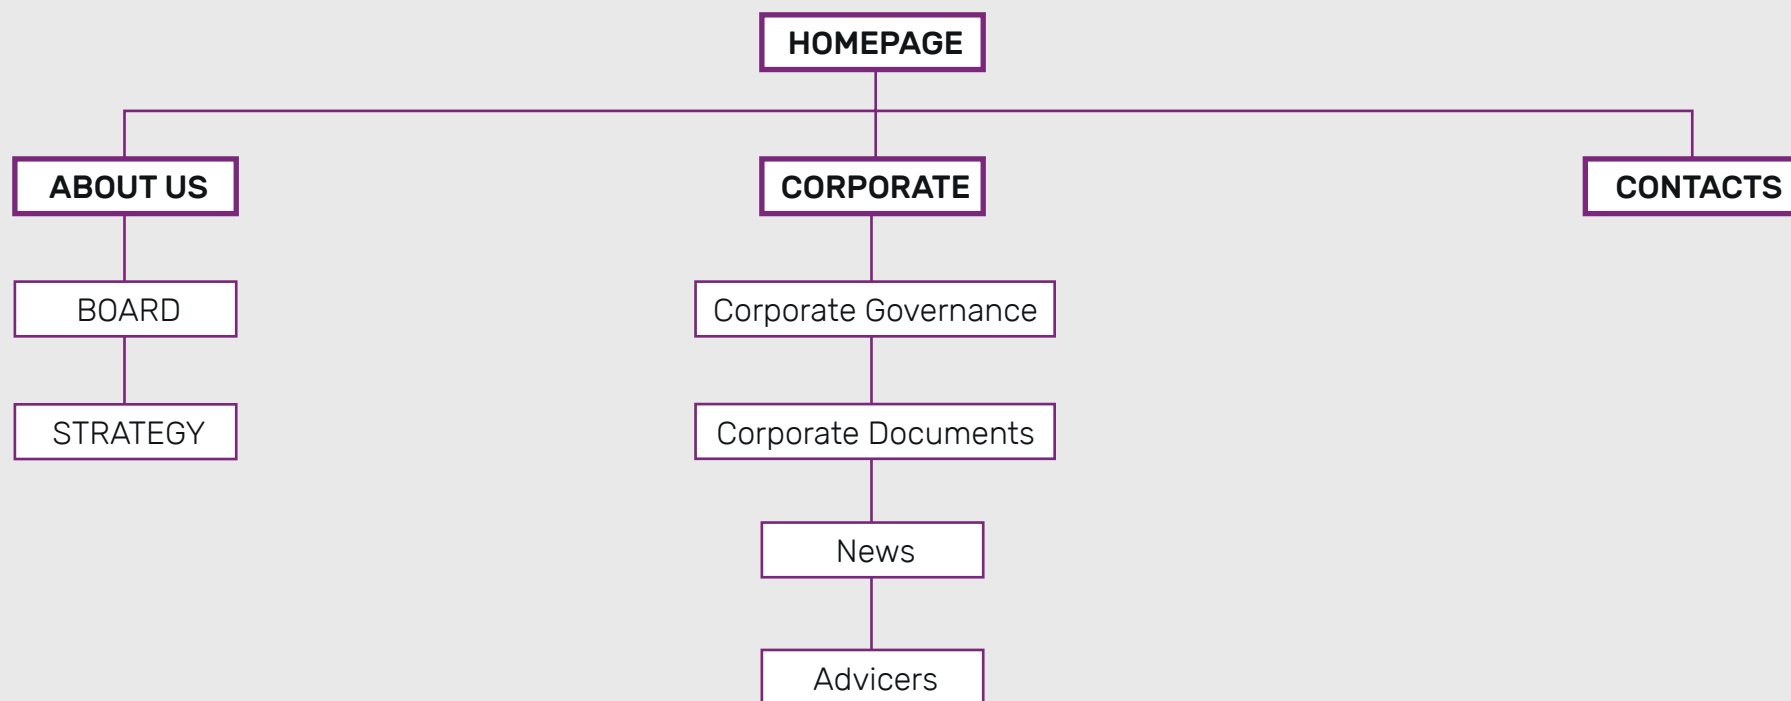 HOMEPAGE
ABOUT US
CORPORATE
CONTACTS
BOARD
Corporate Governance
STRATEGY
Corporate Documents
News
Advicers